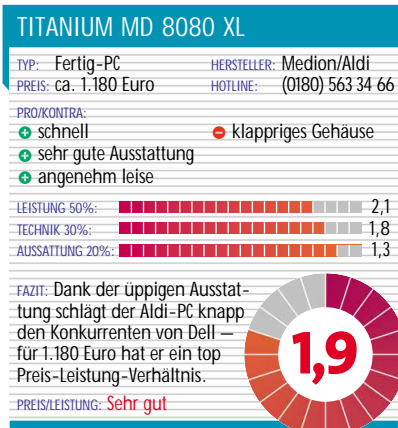 TITANIUM MD 8080 XL
TYP: Fertig-PC HERSTELLER: Medion/Aldi
PREIS: ca. 1.180 Euro HOTLINE: (0180) 563 34 66
PRO/KONTRA:
schnell klappriges Gehäuse
sehr gute Ausstattung
angenehm leise
LEISTUNG 50%: 2,1
TECHNIK 30%: 1,8
AUSSATTUNG 20%: 1,3
FAZIT: Dank der üppigen Ausstat-
tung schlägt der Aldi-PC knapp
den Konkurrenten von Dell –
für 1.180 Euro hat er ein top
Preis-Leistung-Verhältnis.
PREIS/LEISTUNG: Sehr gut
1,9